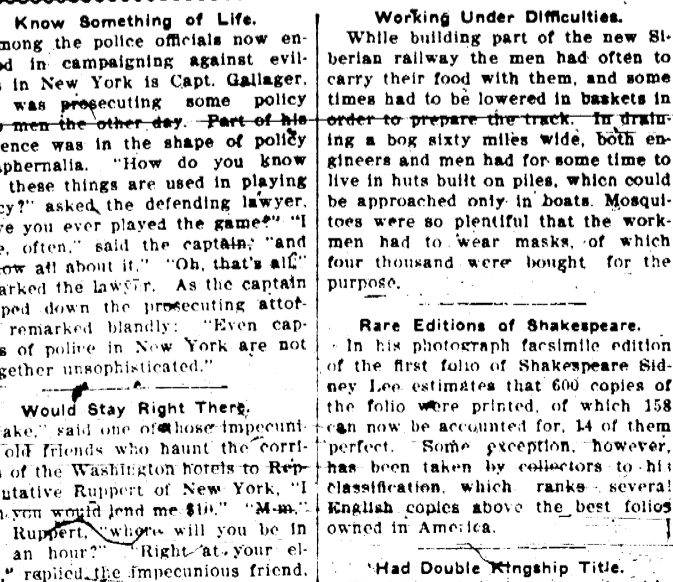 Know Something of Life.
mong the police officials now en-
d in campaigning against evil-
s in New York is Capt. Gallager.
was prosecuting some policy
men the other day. Part of his
ence was in the shape of policy
aphernalia. "How do you know
these things are used in playing
cy?" asked the defending lawyer.
ve you ever played the game?" "I
e, often," said the captain, "and
ow all about it." "Oh, that's all."
arked the lawyer. As the captain
ped down the prosecuting attor-
remarked blandly: "Even cap-
s of police in New York are not
gether unsophisticated."
Would Stay Right There.
ake," said one of those impecuni-
old friends who haunt the corri-
s of the Washington hotels to Rep-
utative Ruppert of New York, "I
you would lend me $10." "M-m,"
Ruppert, "where will you be in
an hour?" "Right at your el-
" replied the impecunious friend.
Working Under Difficulties.
While building part of the new Si-
berian railway the men had often to
carry their food with them, and some
times had to be lowered in baskets in
order to prepare the track. In drain-
ing a bog sixty miles wide, both en-
gineers and men had for some time to
live in huts built on piles, which could
be approached only in boats. Mosqui-
toes were so plentiful that the work-
men had to wear masks, of which
four thousand were bought for the
purpose.
Rare Editions of Shakespeare.
In his photograph facsimile edition
of the first folio of Shakespeare Sid-
ney Lee estimates that 600 copies of
the folio were printed, of which 158
can now be accounted for, 14 of them
perfect. Some exception, however,
has been taken by collectors to his
classification, which ranks several
English copies above the best folios
owned in America.
Had Double Kingship Title.